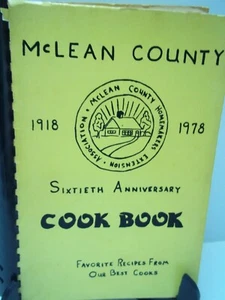 McLean County
McLean County Homemakers Extension Association
1918 1978
Sixtieth Anniversary
COOK BOOK
Favorite Recipes From
Our Best Cooks